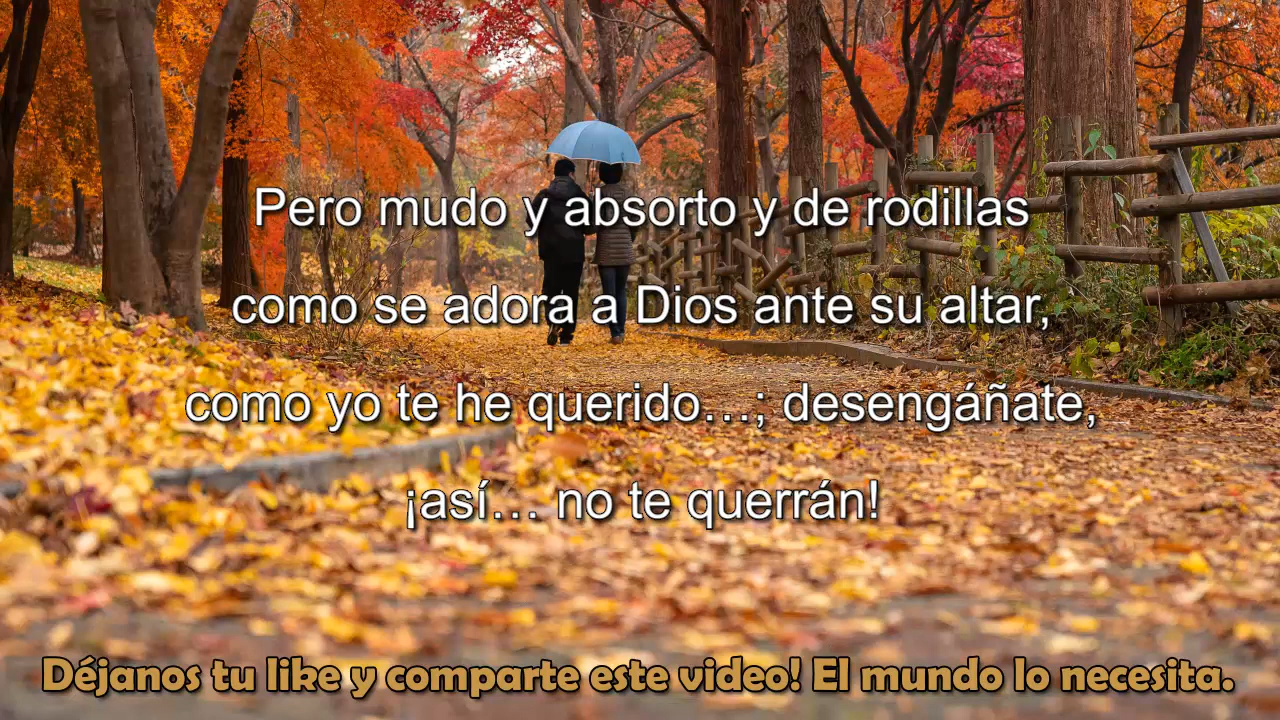 Pero mudo y absorto y de rodillas
como se adora a Dios ante su altar,
como yo te he querido…; desengáñate,
¡así… no te querrán!
Déjanos tu like y comparte este video! El mundo lo necesita.